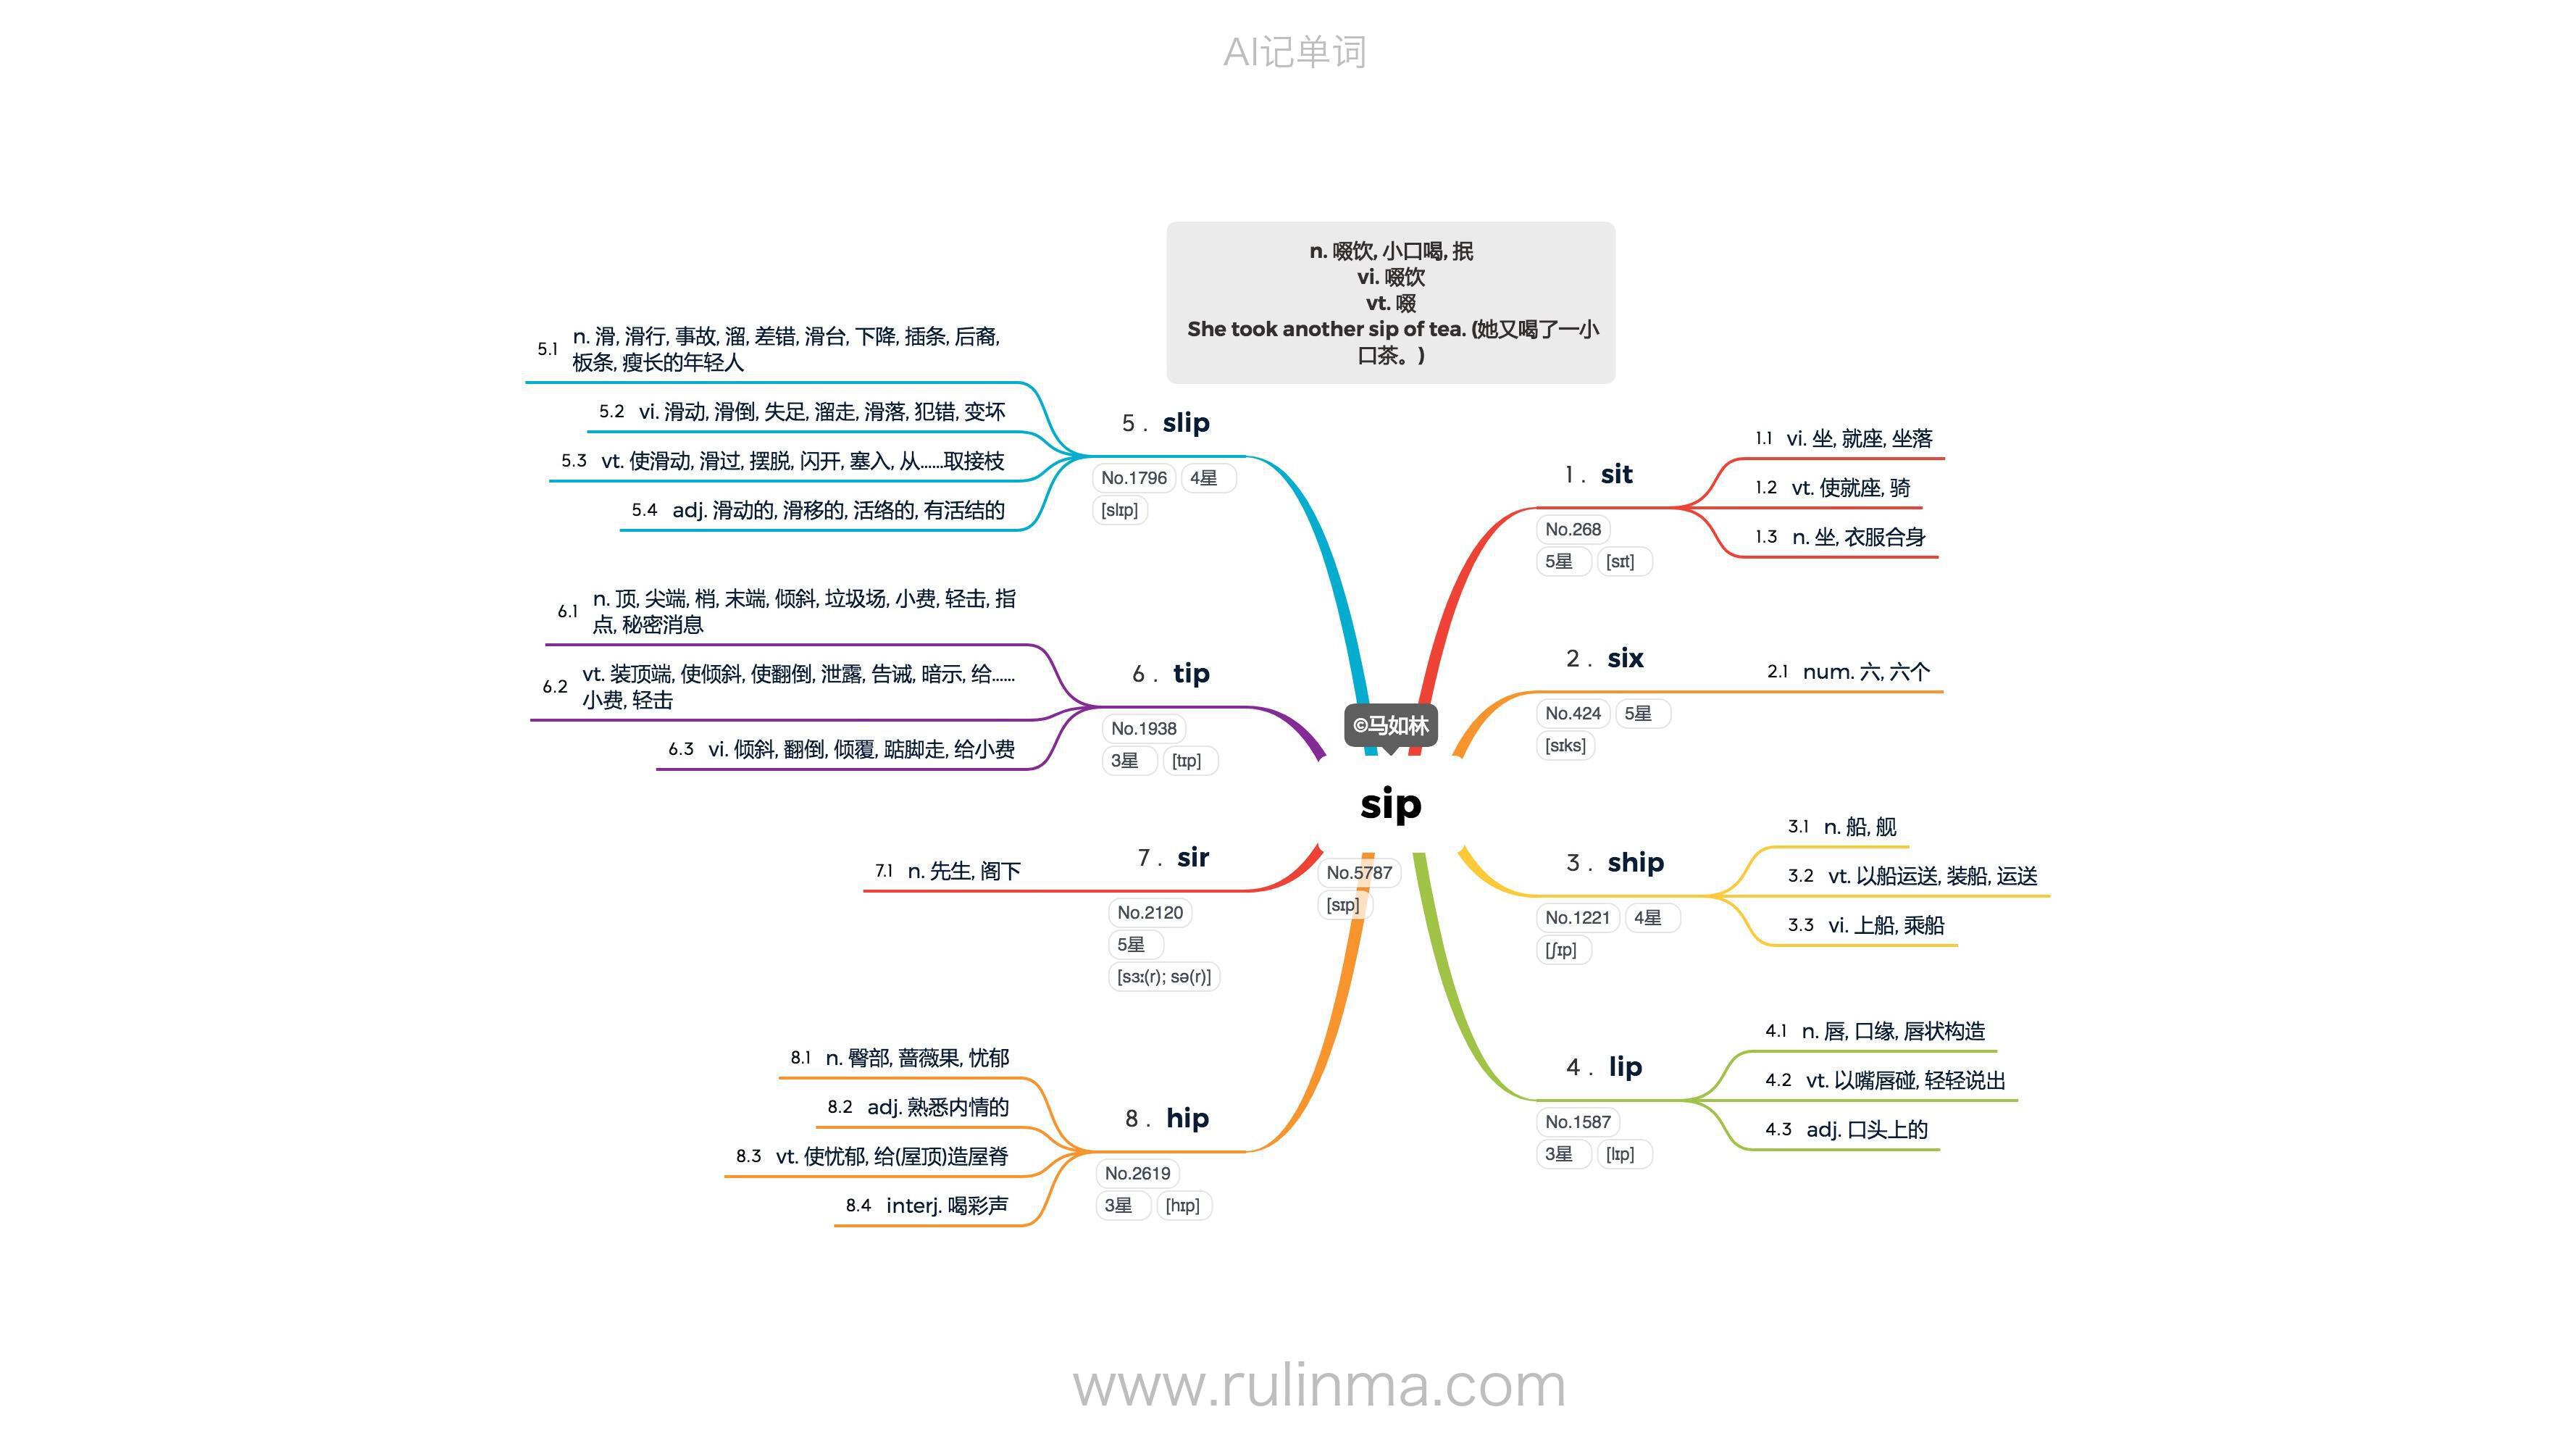 AI记单词
n. 啜饮, 小口喝, 抿
vi. 啜饮
vt. 啜
She took another sip of tea. (她又喝了一小
口茶。)
©马如林
sip
No.5787
[sɪp]
1 . sit
No.268
5星 [sɪt]
1.1 vi. 坐, 就座, 坐落
1.2 vt. 使就座, 骑
1.3 n. 坐, 衣服合身
2 . six
No.424 5星
[sɪks]
2.1 num. 六, 六个
3 . ship
No.1221 4星
[ʃɪp]
3.1 n. 船, 舰
3.2 vt. 以船运送, 装船, 运送
3.3 vi. 上船, 乘船
4 . lip
No.1587
3星 [lɪp]
4.1 n. 唇, 口缘, 唇状构造
4.2 vt. 以嘴唇碰, 轻轻说出
4.3 adj. 口头上的
5 . slip
No.1796 4星
[slɪp]
5.1 n. 滑, 滑行, 事故, 溜, 差错, 滑台, 下降, 插条, 后裔,
板条, 瘦长的年轻人
5.2 vi. 滑动, 滑倒, 失足, 溜走, 滑落, 犯错, 变坏
5.3 vt. 使滑动, 滑过, 摆脱, 闪开, 塞入, 从......取接枝
5.4 adj. 滑动的, 滑移的, 活络的, 有活结的
6 . tip
No.1938
3星 [tɪp]
6.1 n. 顶, 尖端, 梢, 末端, 倾斜, 垃圾场, 小费, 轻击, 指
点, 秘密消息
6.2 vt. 装顶端, 使倾斜, 使翻倒, 泄露, 告诫, 暗示, 给......
小费, 轻击
6.3 vi. 倾斜, 翻倒, 倾覆, 踮脚走, 给小费
7 . sir
No.2120
5星
[sɜː(r); sə(r)]
7.1 n. 先生, 阁下
8 . hip
No.2619
3星 [hɪp]
8.1 n. 臀部, 蔷薇果, 忧郁
8.2 adj. 熟悉内情的
8.3 vt. 使忧郁, 给(屋顶)造屋脊
8.4 interj. 喝彩声
www.rulinma.com